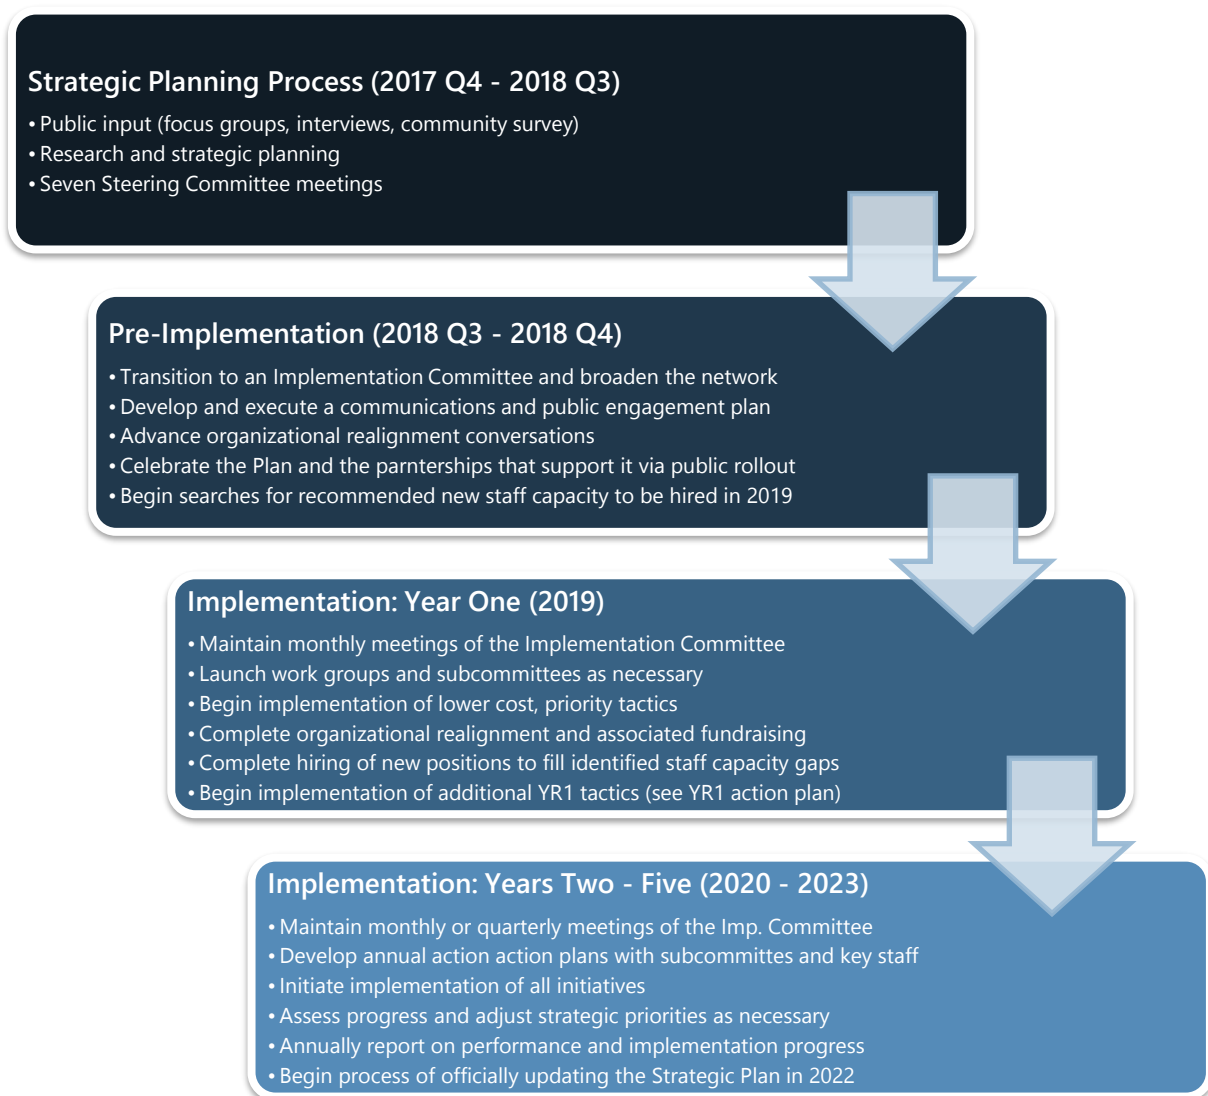 Strategic Planning Process (2017 Q4 - 2018 Q3)
• Public input (focus groups, interviews, community survey)
• Research and strategic planning
• Seven Steering Committee meetings
Pre-Implementation (2018 Q3 - 2018 Q4)
• Transition to an Implementation Committee and broaden the network
• Develop and execute a communications and public engagement plan
• Advance organizational realignment conversations
• Celebrate the Plan and the parnterships that support it via public rollout
• Begin searches for recommended new staff capacity to be hired in 2019
Implementation: Year One (2019)
• Maintain monthly meetings of the Implementation Committee
• Launch work groups and subcommittees as necessary
• Begin implementation of lower cost, priority tactics
• Complete organizational realignment and associated fundraising
• Complete hiring of new positions to fill identified staff capacity gaps
• Begin implementation of additional YR1 tactics (see YR1 action plan)
Implementation: Years Two - Five (2020 - 2023)
• Maintain monthly or quarterly meetings of the Imp. Committee
• Develop annual action action plans with subcommittes and key staff
• Initiate implementation of all initiatives
• Assess progress and adjust strategic priorities as necessary
• Annually report on performance and implementation progress
• Begin process of officially updating the Strategic Plan in 2022